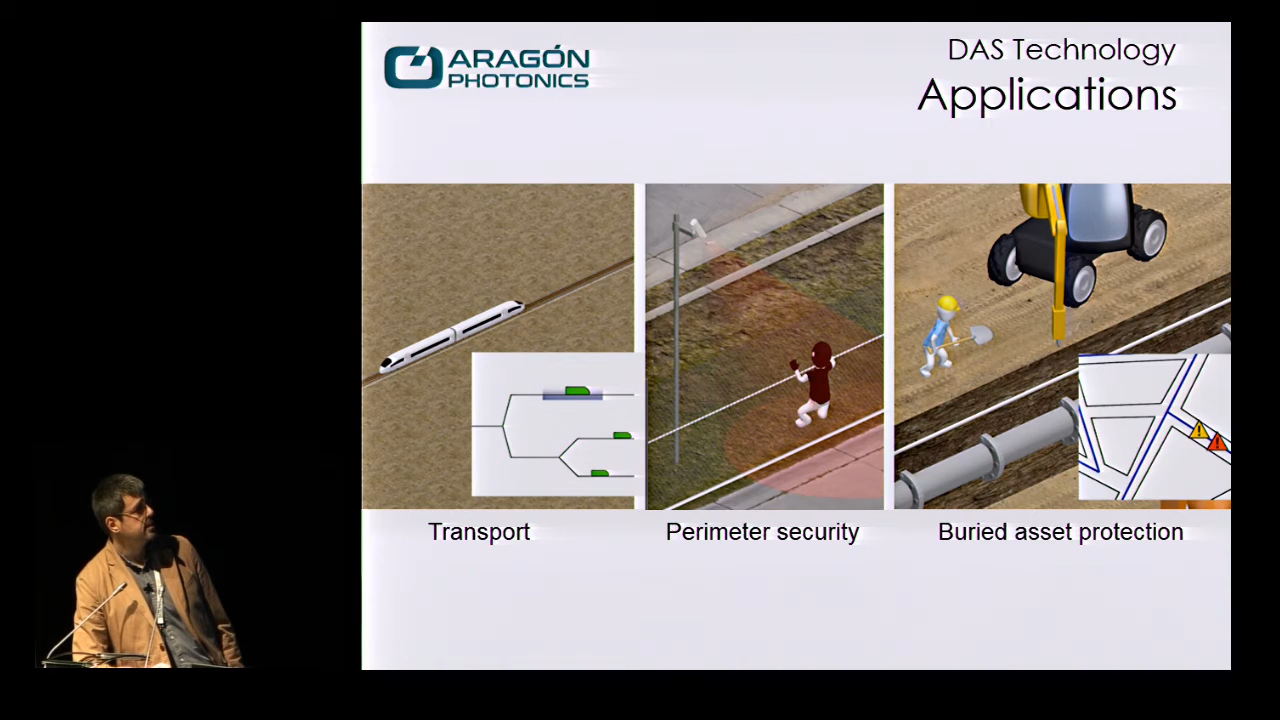 ARAGÓN
PHOTONICS
DAS Technology
Applications
Transport
Perimeter security
Buried asset protection